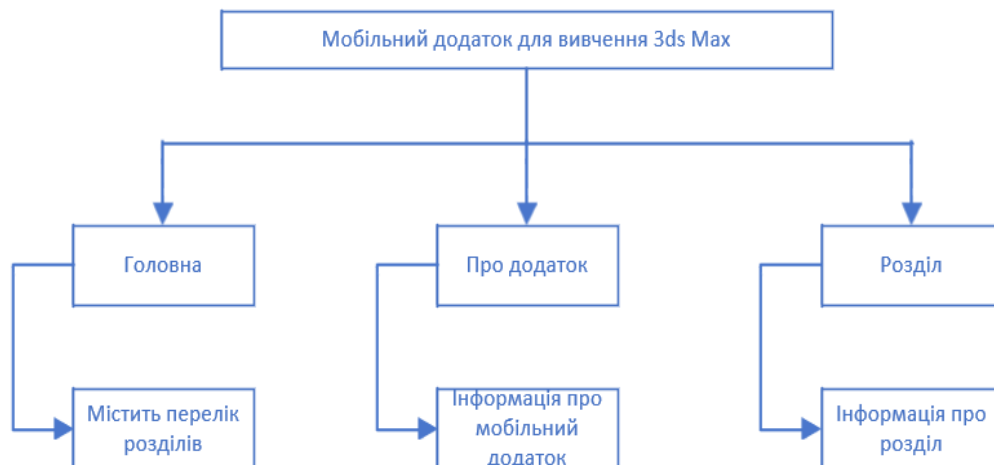 Мобільний додаток для вивчення 3ds Max
Головна
Про додаток
Розділ
Містить перелік
розділів
Інформація про
мобільний
додаток
Інформація про
розділ